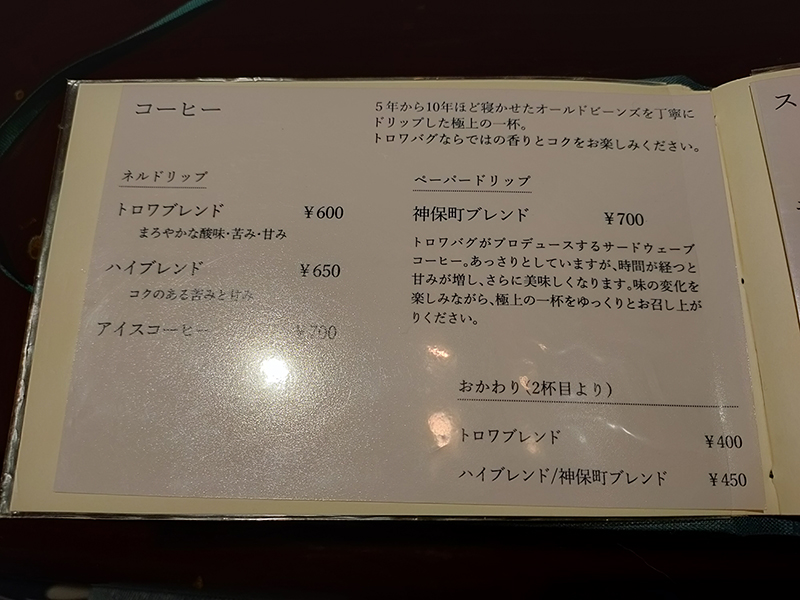 コーヒー
5年から10年ほど寝かせたオールドビーンズを丁寧に
ドリップした極上の一杯。
トロワバグならではの香りとコクをお楽しみください。
ネルドリップ
トロワブレンド ¥600
まろやかな酸味・苦み・甘み
ハイブレンド ¥650
コクのある苦みと甘み
アイスコーヒー ¥700
ペーパードリップ
神保町ブレンド ¥700
トロワバグがプロデュースするサードウェーブ
コーヒー。あっさりとしていますが、時間が経つと
甘みが増し、さらに美味しくなります。味の変化を
楽しみながら、極上の一杯をゆっくりとお召し上が
りください。
おかわり(2杯目より)
トロワブレンド ¥400
ハイブレンド/神保町ブレンド ¥450
ス